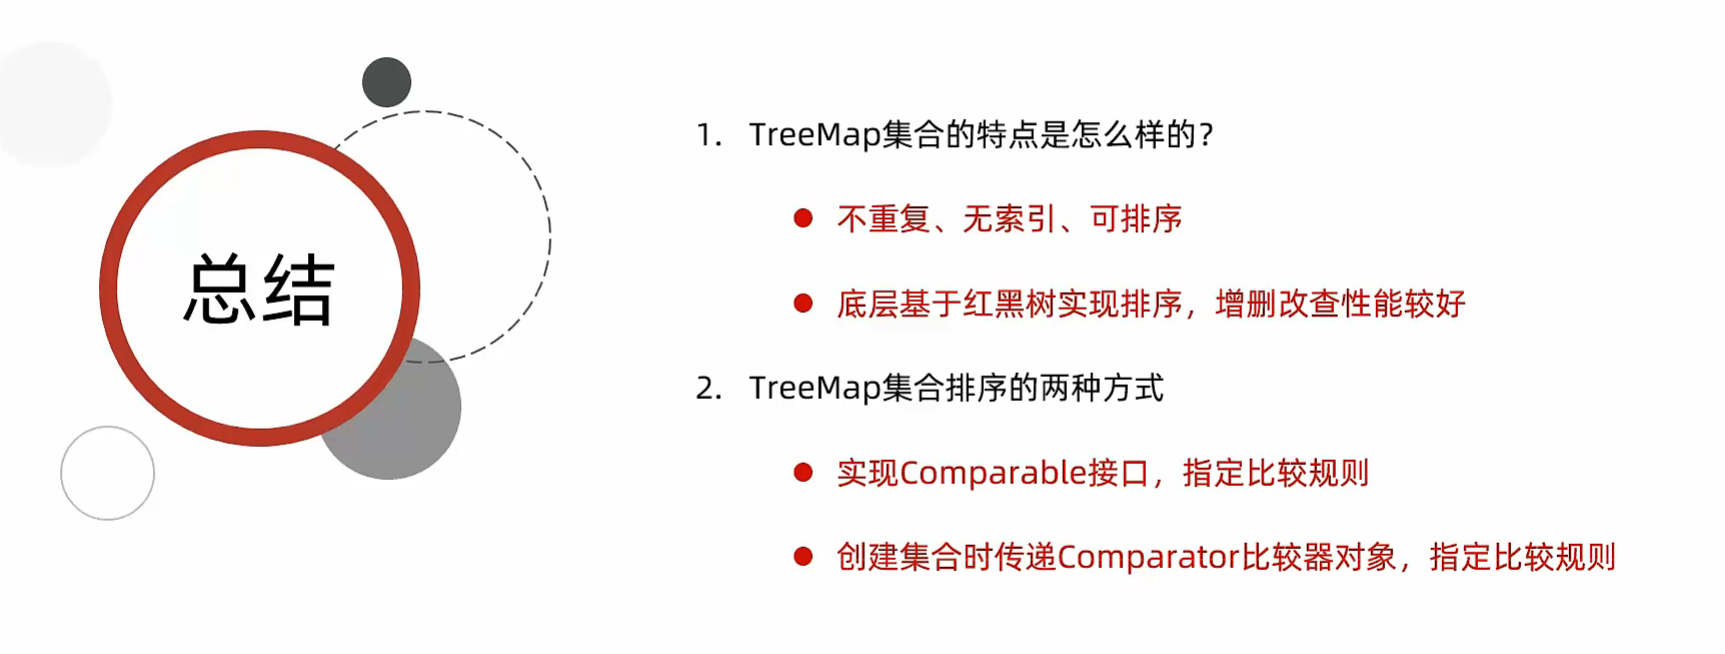 总结
1. TreeMap集合的特点是怎么样的?
● 不重复、无索引、可排序
● 底层基于红黑树实现排序，增删改查性能较好
2. TreeMap集合排序的两种方式
● 实现Comparable接口，指定比较规则
● 创建集合时传递Comparator比较器对象，指定比较规则